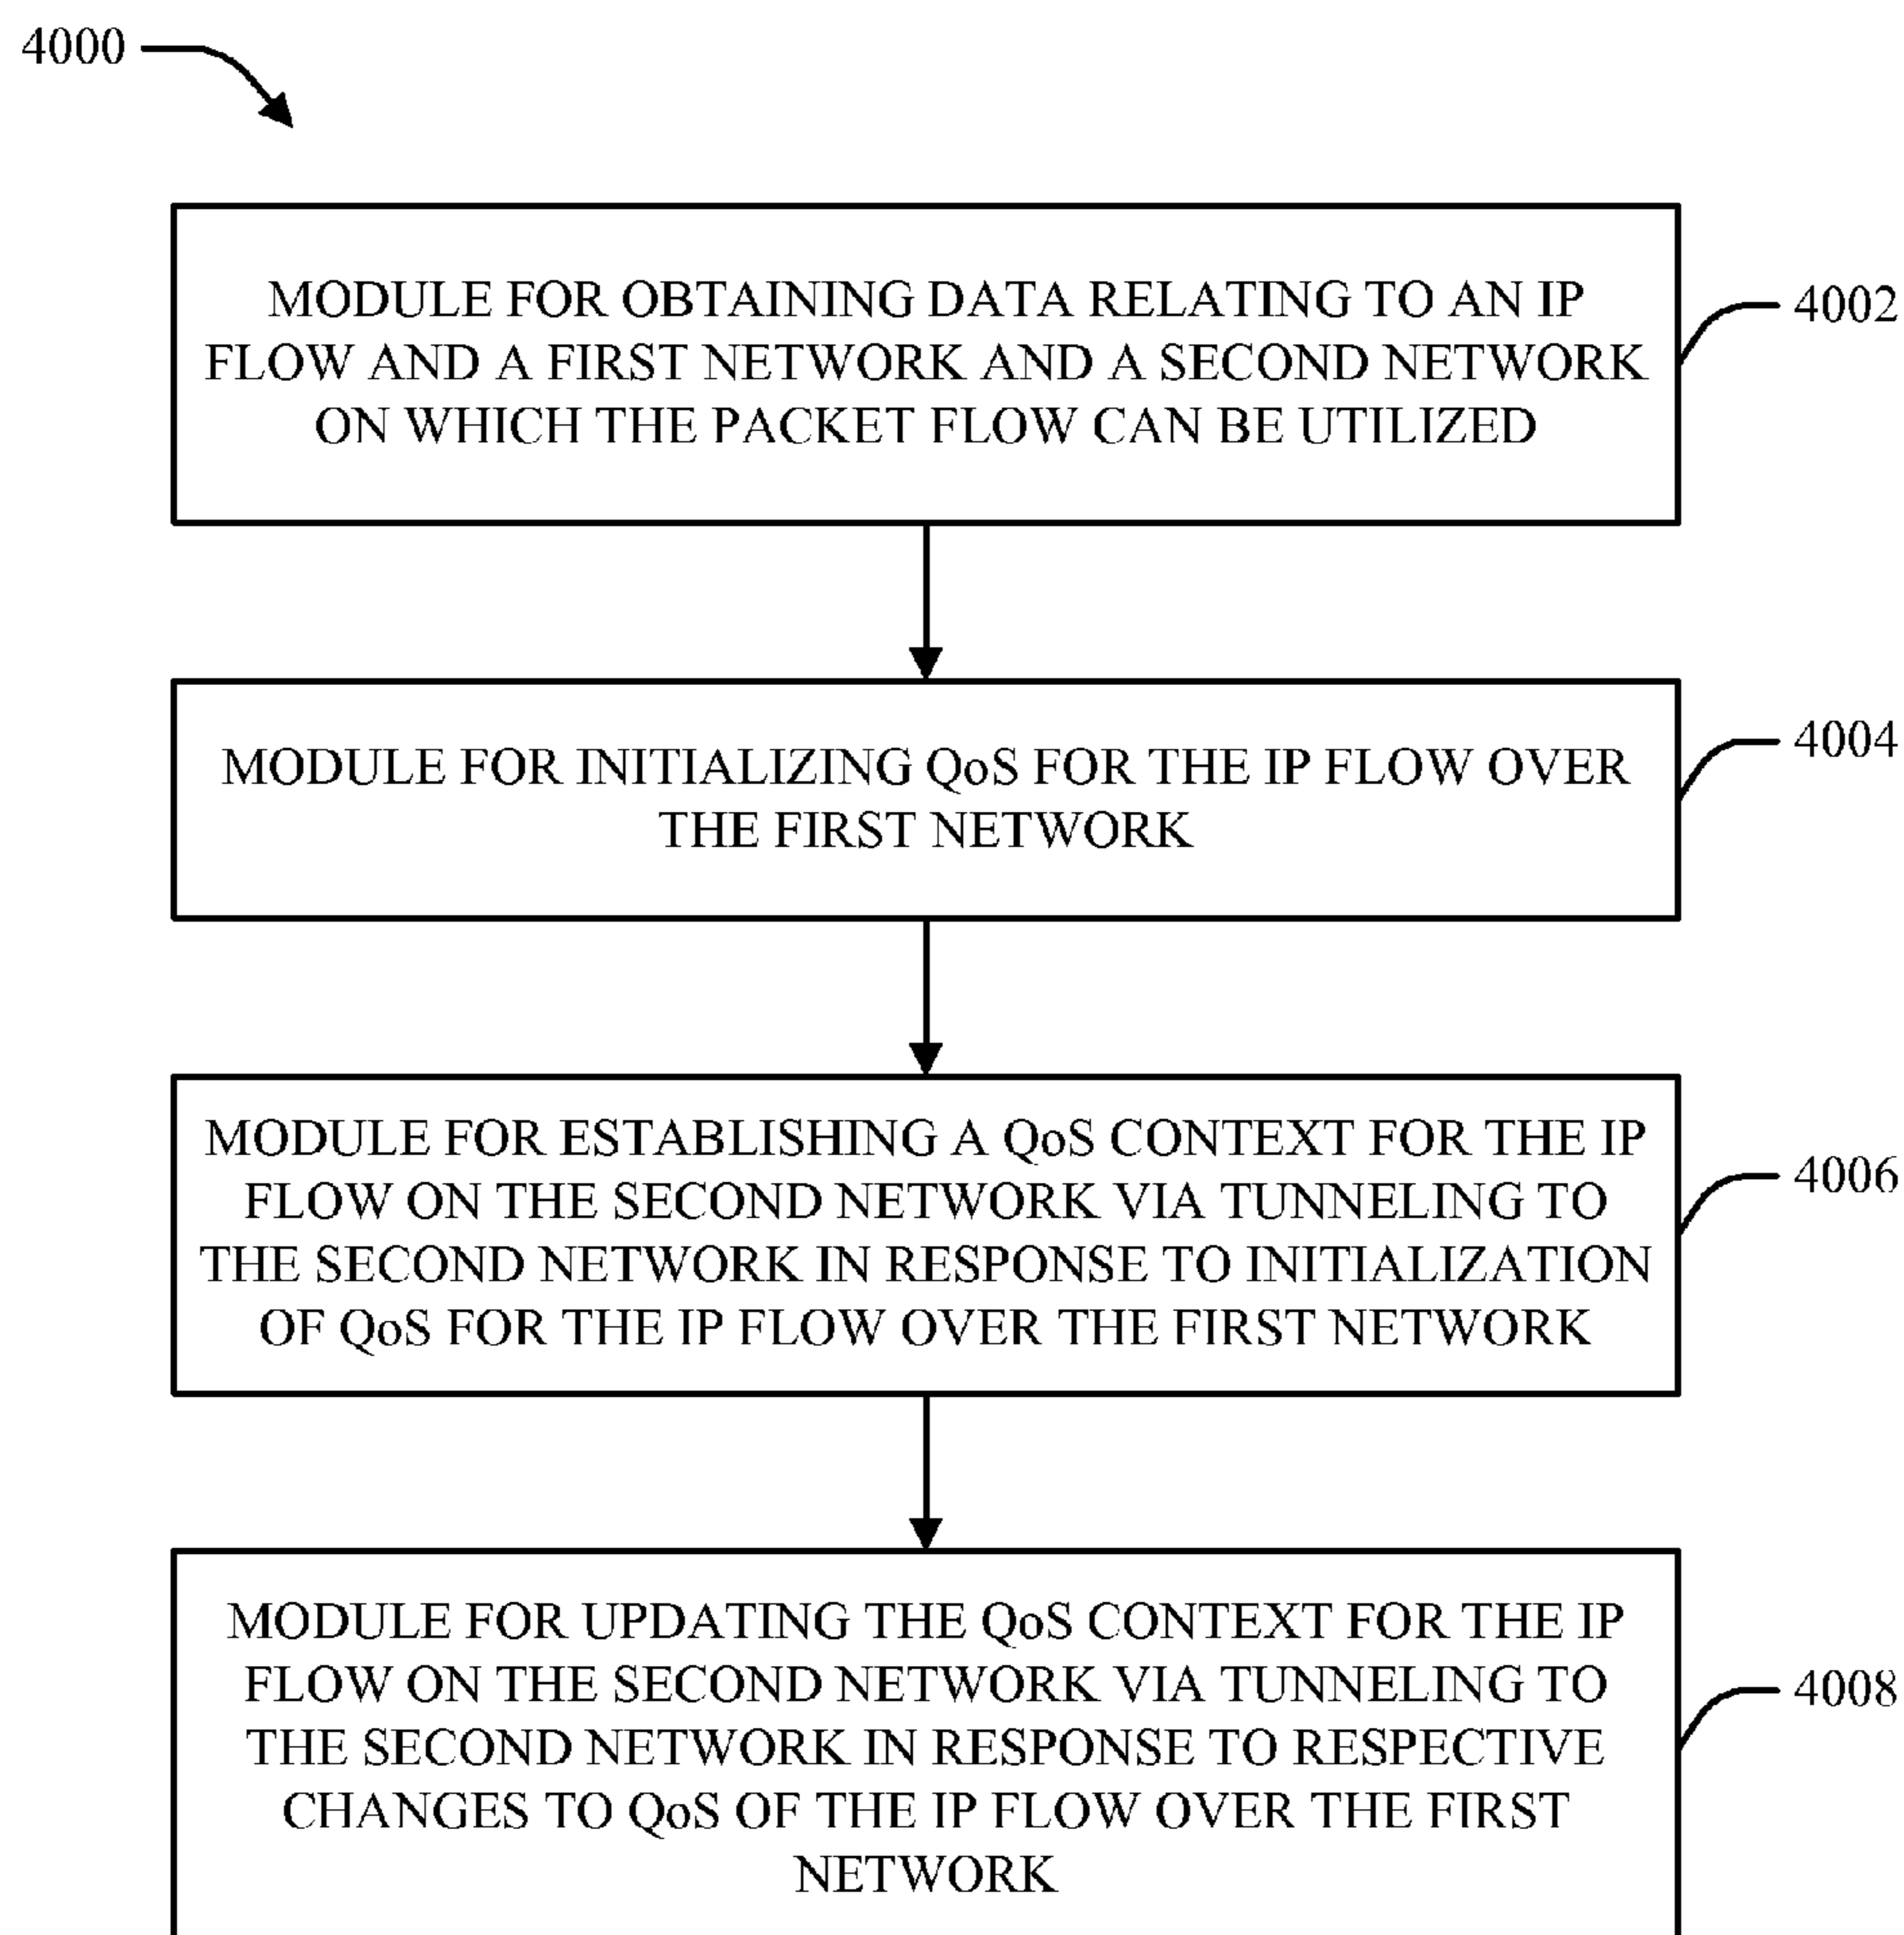 4000
MODULE FOR OBTAINING DATA RELATING TO AN IP
FLOW AND A FIRST NETWORK AND A SECOND NETWORK
ON WHICH THE PACKET FLOW CAN BE UTILIZED
4002
MODULE FOR INITIALIZING QoS FOR THE IP FLOW OVER
THE FIRST NETWORK
4004
MODULE FOR ESTABLISHING A QoS CONTEXT FOR THE IP
FLOW ON THE SECOND NETWORK VIA TUNNELING TO
THE SECOND NETWORK IN RESPONSE TO INITIALIZATION
OF QoS FOR THE IP FLOW OVER THE FIRST NETWORK
4006
MODULE FOR UPDATING THE QoS CONTEXT FOR THE IP
FLOW ON THE SECOND NETWORK VIA TUNNELING TO
THE SECOND NETWORK IN RESPONSE TO RESPECTIVE
CHANGES TO QoS OF THE IP FLOW OVER THE FIRST
NETWORK
4008